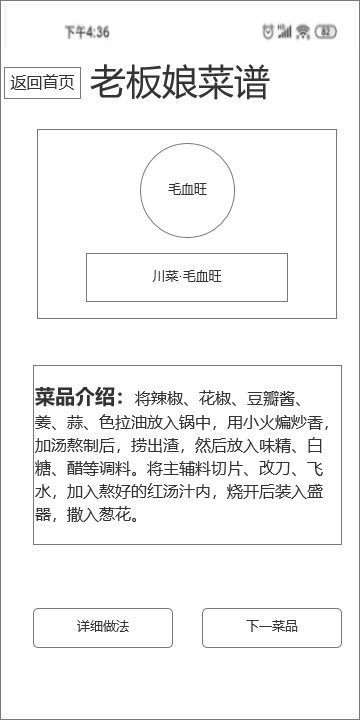 下午4:36
82
返回首页 老板娘菜谱
毛血旺
川菜·毛血旺
菜品介绍：将辣椒、花椒、豆瓣酱、
姜、蒜、色拉油放入锅中，用小火煸炒香，
加汤熬制后，捞出渣，然后放入味精、白
糖、醋等调料。将主辅料切片、改刀、飞
水，加入熬好的红汤汁内，烧开后装入盛
器，撒入葱花。
详细做法 下一菜品